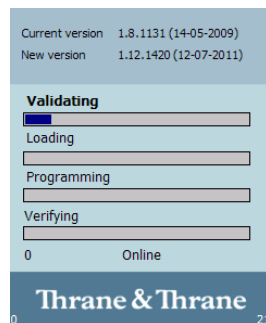 Current version 1.8.1131 (14-05-2009)
New version 1.12.1420 (12-07-2011)
Validating
Loading
Programming
Verifying
0 Online
Thrane & Thrane
0